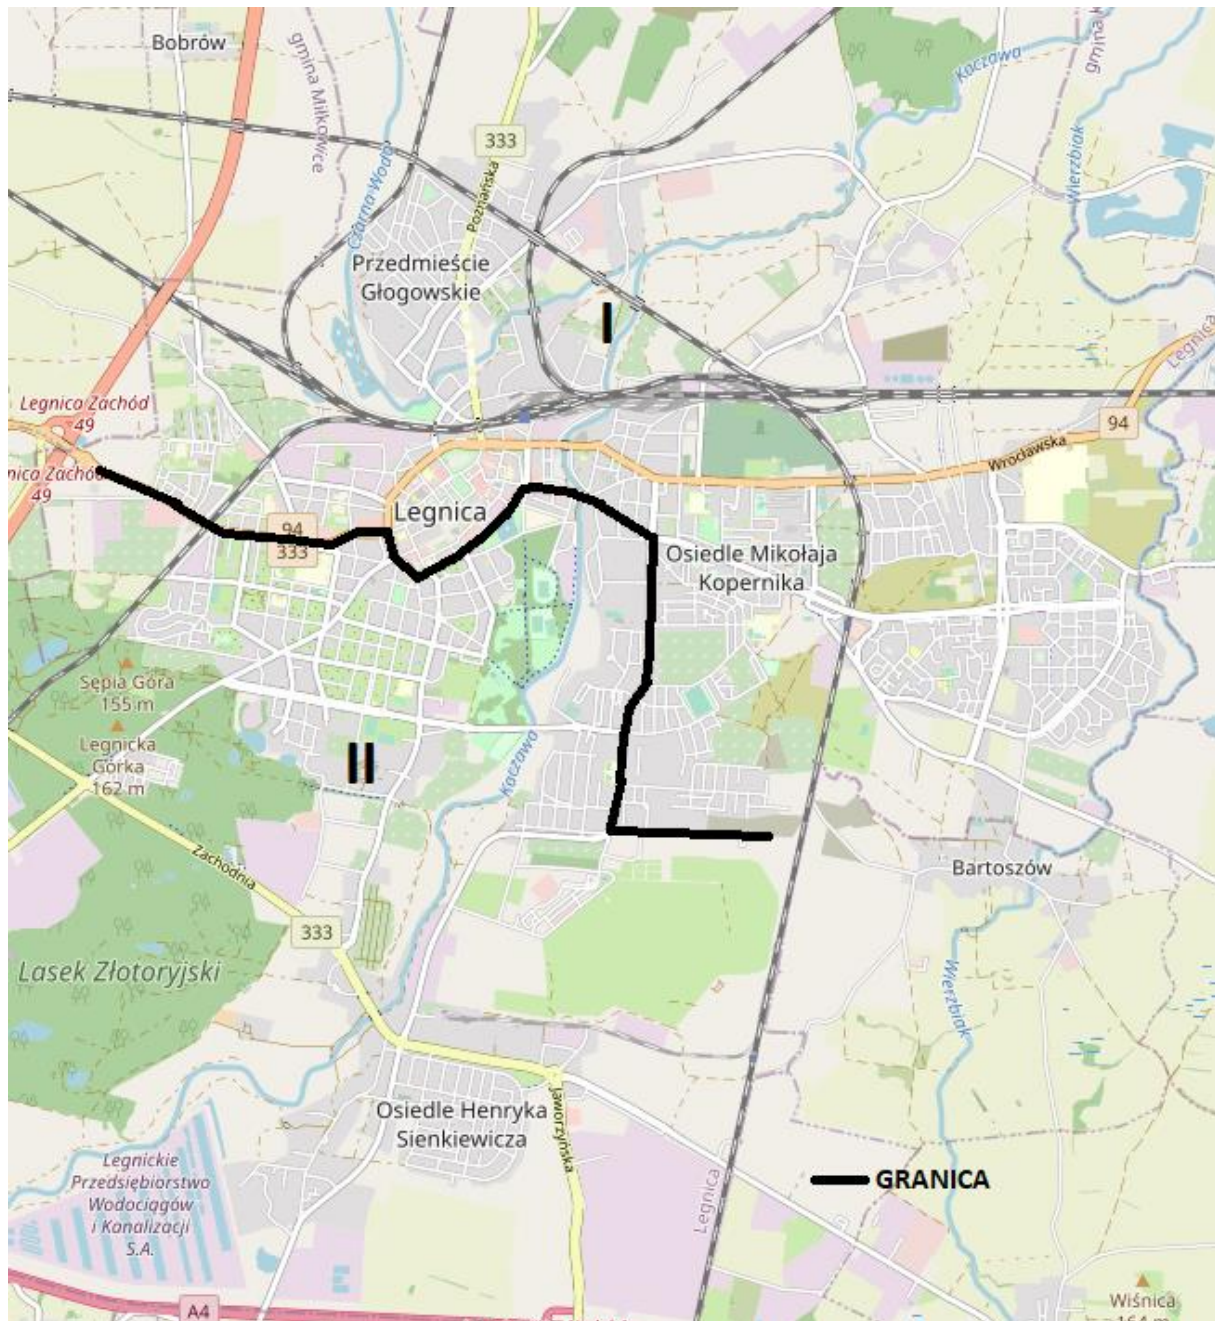 Bobrów
gmina Miłkowice
Kaczawa
gmina K
333
Wierzbiak
Czarna Woda
Poznańska
Przedmieście
Głogowskie
I
Legnica
Legnica Zachód
49
94
Wrocławska
nica Zachód
49
Legnica
94
333
Osiedle Mikołaja
Kopernika
Sępia Góra
155 m
Legnicka
Górka
162 m
II
Kaczawa
Zachodnia
Bartoszów
333
Lasek Złotoryjski
Wierzbiak
Osiedle Henryka
Sienkiewicza
Jaworzyńska
Legnickie
Przedsiębiorstwo
Wodociągów
i Kanalizacji
S.A.
Legnica
GRANICA
A4
Wiśnica
164 m